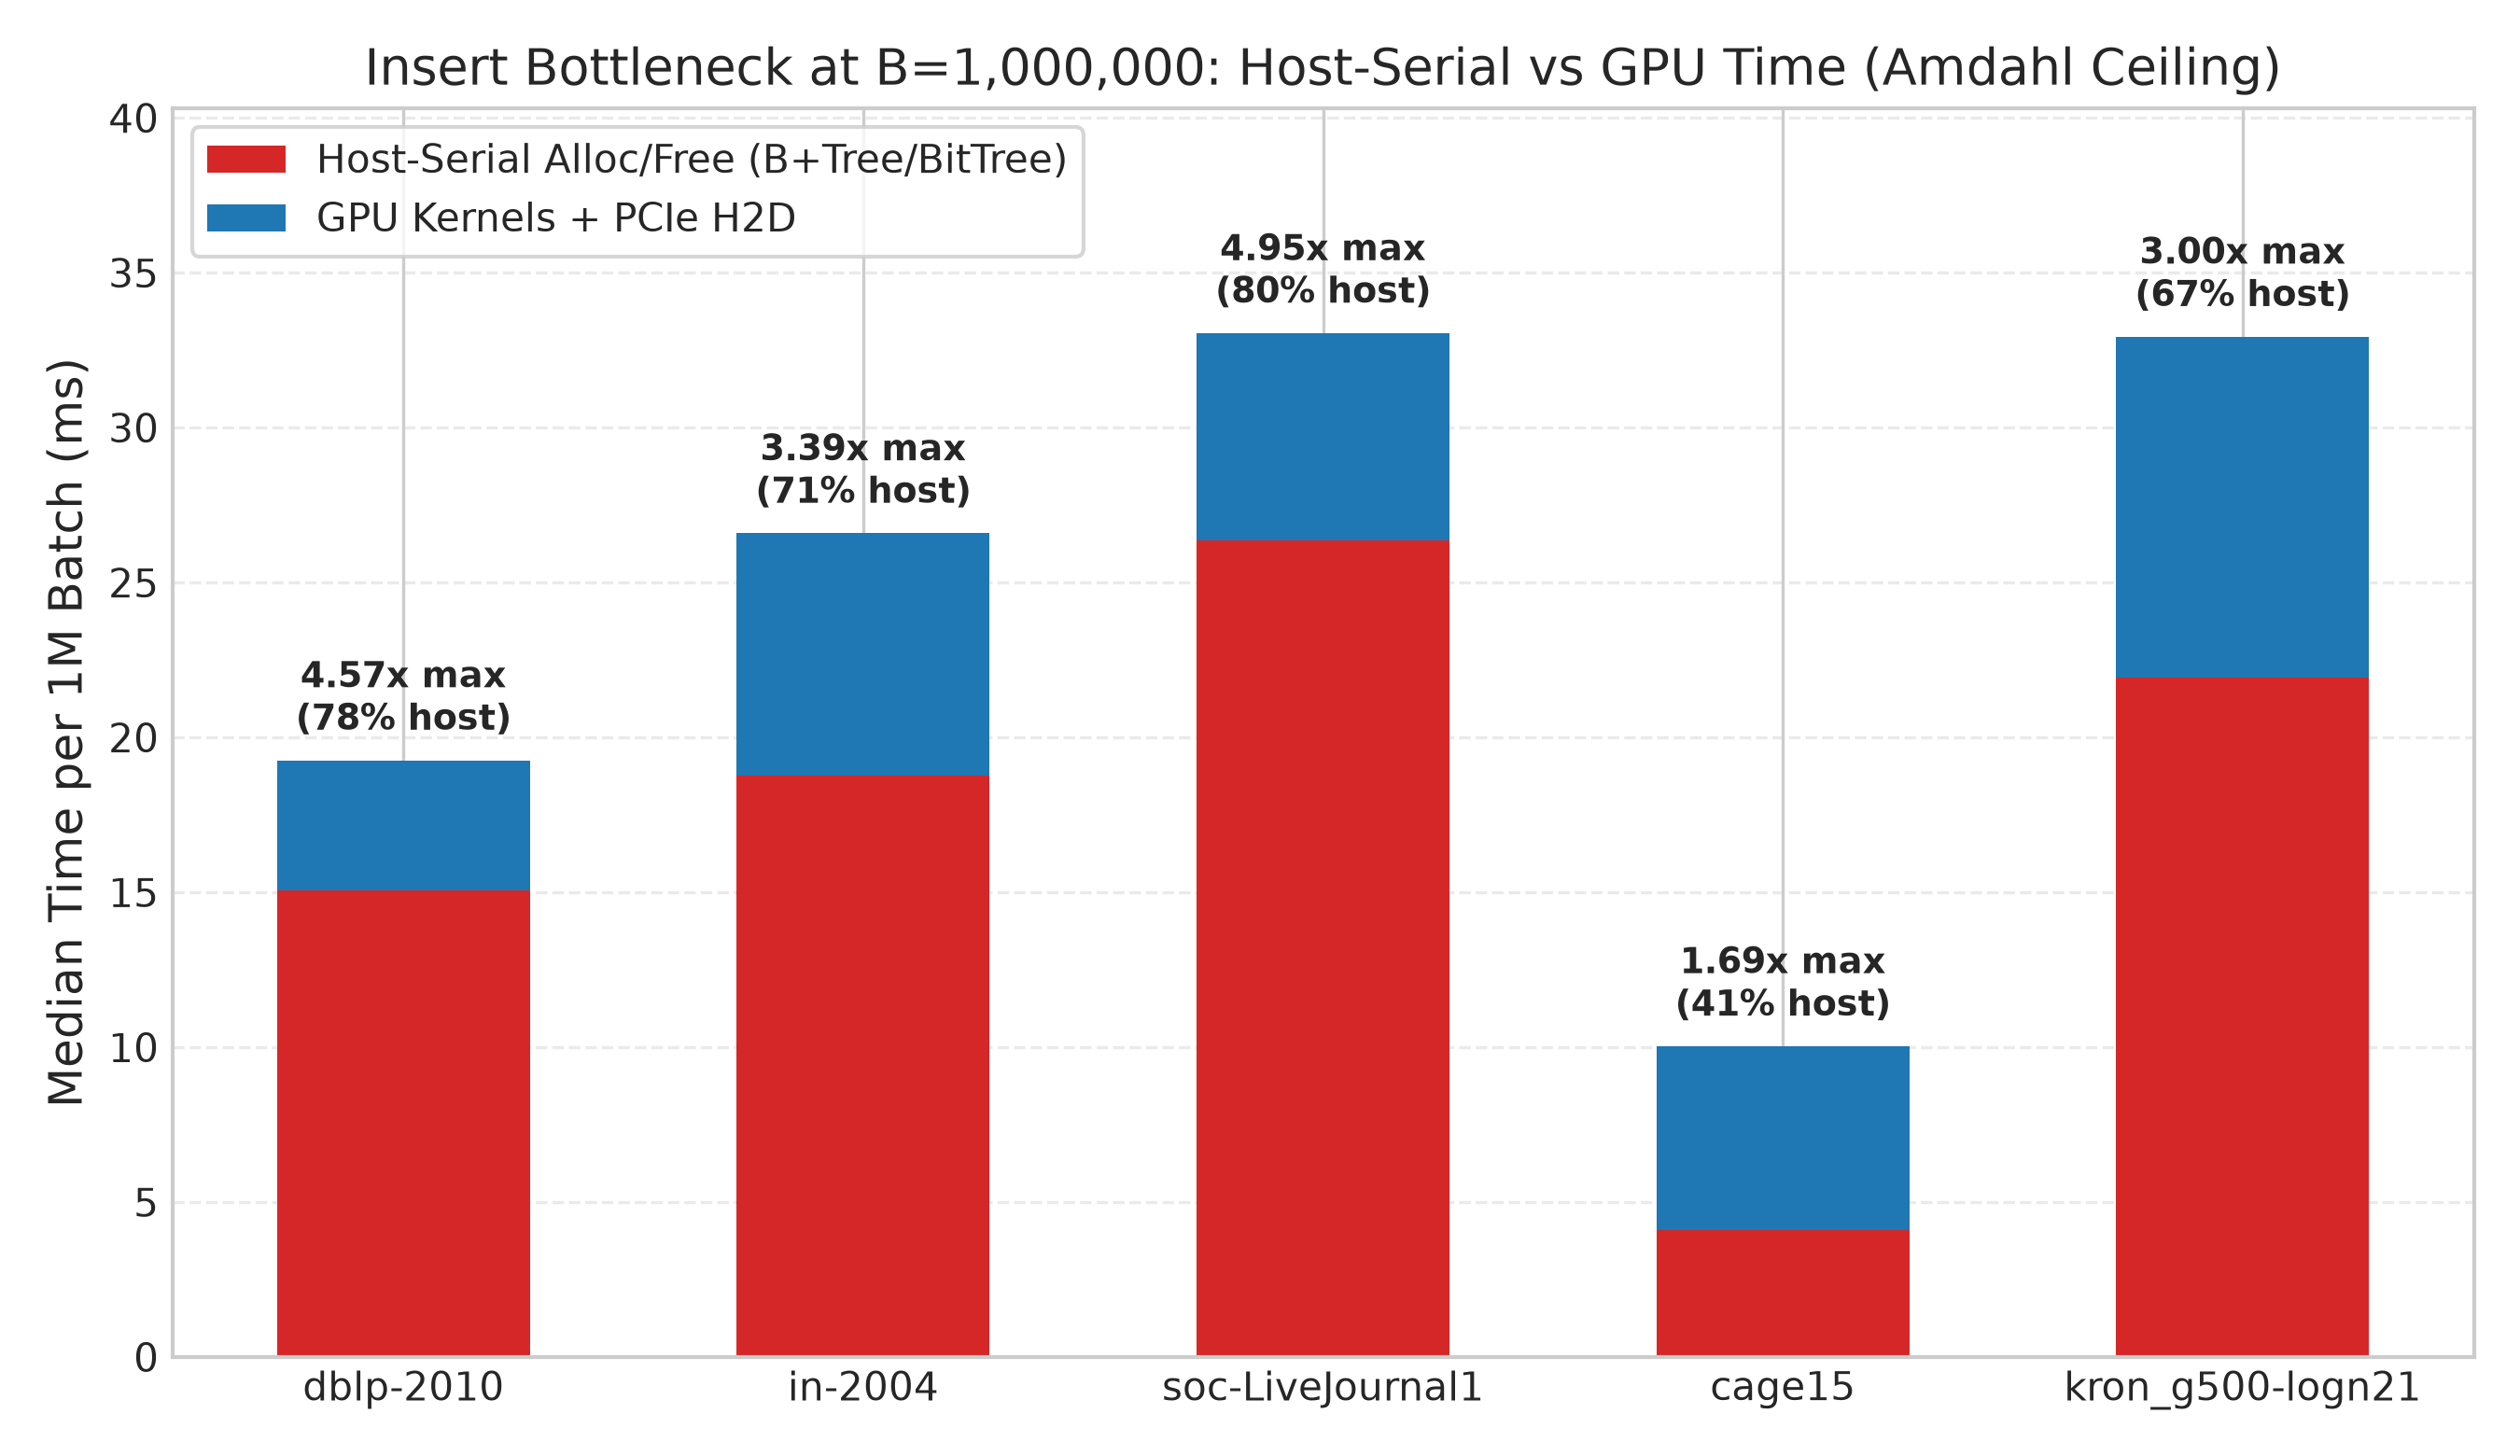 Insert Bottleneck at B=1,000,000: Host-Serial vs GPU Time (Amdahl Ceiling)
Host-Serial Alloc/Free (B+Tree/BitTree)
GPU Kernels + PCIe H2D
Median Time per 1M Batch (ms)
40
35
30
25
20
15
10
5
0
4.57x max
(78% host)
3.39x max
(71% host)
4.95x max
(80% host)
1.69x max
(41% host)
3.00x max
(67% host)
dblp-2010
in-2004
soc-LiveJournal1
cage15
kron_g500-logn21